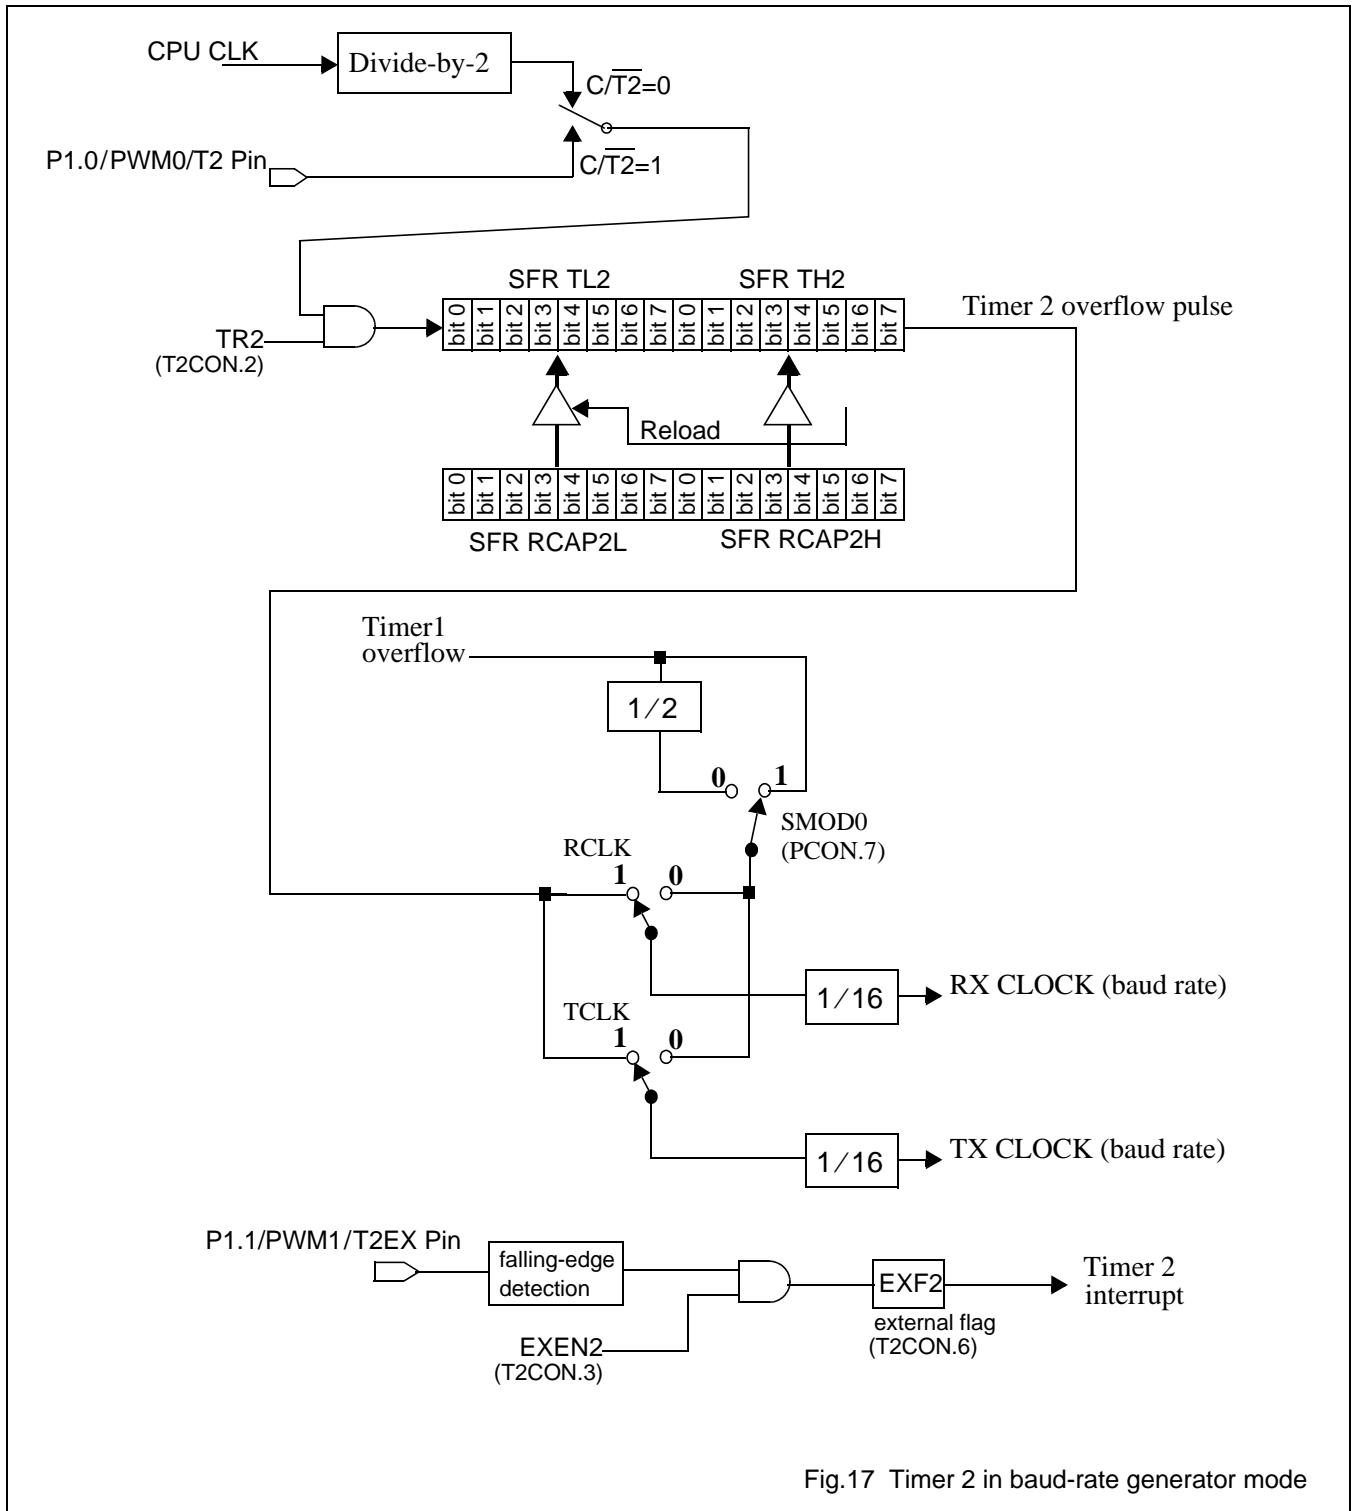 CPU CLK
Divide-by-2
C/T2=0
P1.0/PWM0/T2 Pin
C/T2=1
SFR TL2
SFR TH2
Timer 2 overflow pulse
bit 0 bit 1 bit 2 bit 3 bit 4 bit 5 bit 6 bit 7 bit 0 bit 1 bit 2 bit 3 bit 4 bit 5 bit 6 bit 7
TR2
(T2CON.2)
Reload
bit 0 bit 1 bit 2 bit 3 bit 4 bit 5 bit 6 bit 7 bit 0 bit 1 bit 2 bit 3 bit 4 bit 5 bit 6 bit 7
SFR RCAP2L
SFR RCAP2H
Timer1
overflow
1/2
0
1
SMOD0
(PCON.7)
RCLK
1
0
1/16
RX CLOCK (baud rate)
TCLK
1
0
1/16
TX CLOCK (baud rate)
P1.1/PWM1/T2EX Pin
falling-edge
detection
EXEN2
(T2CON.3)
EXF2
external flag
(T2CON.6)
Timer 2
interrupt
Fig.17 Timer 2 in baud-rate generator mode